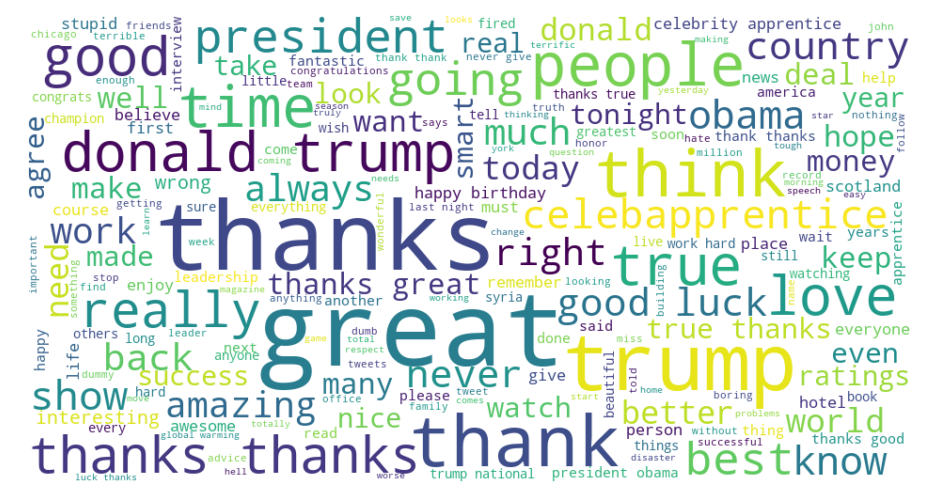 stupid
friends
save
looks
fired
donald
celebrity apprentice
john
chicago
terrible
interview
president
thank thank
never give
real
terrific
making
country
good
take
fantastic
congratulations
going
people
yesterday
news
deal
help
enough
little
team
look
thanks true
america
year
congrats
well
time
mind
season
truth
thinking
star
nothing
follow
champion
believe
truly
want
says
smart
tell
greatest
soon
tonight
obama
agree
first
wish
much
hate
thank thanks
hope
donald trump
york
honor
million
tough
come
coming
question
today
think
money
make
wrong
always
needs
happy birthday
record
morning
scotland
speech
easy
getting
sure
everything
wonderful
last night
must
celebapprentice
course
learn
thanks
change
live
work hard
place
wait
years
apprentice
work
week
right
still
important
need
something
made
leadership
thanks great
remember
looking
true
building
watching
keep
stop
find
enjoy
magazine
anything
another
working
syria
good luck
name
love
really
great
said
true thanks
everyone
others
long
leader
game
dumb
total
respect
done
miss
boring
happy
life
back
next
anyone
tweets
never
trump
even
dummy
hard
move
success
many
office
please
tweet
give
beautiful
told
home
start
ratings
show
amazing
family
comes
hotel
book
interesting
awesome
totally
nice
watch
better
problems
thing
world
every
global warming
read
person
without
thanks
advice
thanks
thank
things
successful
thanks good
hell
worse
disaster
best
know
luck thanks
trump national
president obama